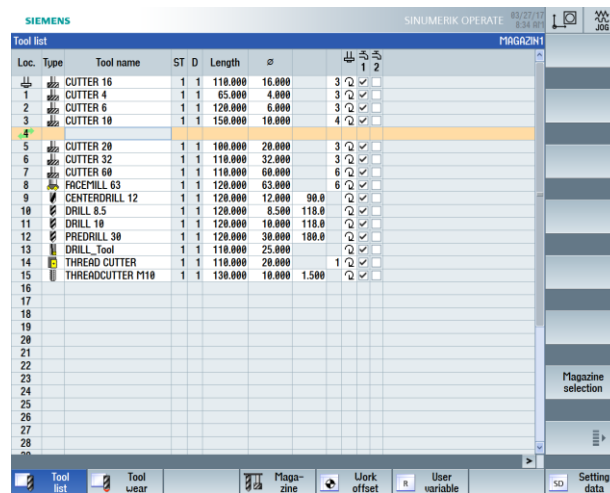 SIEMENS SINUMERIK OPERATE 03/27/17
8:34 AM JOG
Tool list MAGAZIN1
Loc. Type Tool name ST D Length ø 1 2
CUTTER 16 1 1 110.000 16.000 3
1 CUTTER 4 1 1 65.000 4.000 3
2 CUTTER 6 1 1 120.000 6.000 3
3 CUTTER 10 1 1 150.000 10.000 4
4
5 CUTTER 20 1 1 100.000 20.000 3
6 CUTTER 32 1 1 110.000 32.000 3
7 CUTTER 60 1 1 110.000 60.000 6
8 FACEMILL 63 1 1 120.000 63.000 6
9 CENTERDRILL 12 1 1 120.000 12.000 90.0
10 DRILL 8.5 1 1 120.000 8.500 118.0
11 DRILL 10 1 1 120.000 10.000 118.0
12 PREDRILL 30 1 1 120.000 30.000 180.0
13 DRILL_Tool 1 1 110.000 25.000
14 THREAD CUTTER 1 1 110.000 20.000 1
15 THREADCUTTER M10 1 1 130.000 10.000 1.500
16
17
18
19
20
21
22
23
24
25
26
27
28
Magazine
selection
Tool
list
Tool
wear
Maga-
zine
Work
offset
R User
variable
SD Setting
data